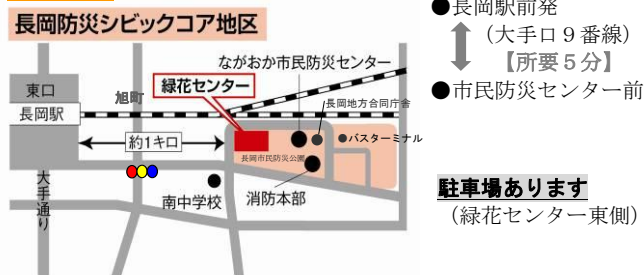 長岡防災シビックコア地区
ながおか市民防災センター
緑花センター
東口
旭町
長岡地方合同庁舎
長岡駅
約1キロ
バスターミナル
長岡市民防災公園
大手通り
南中学校
消防本部
●長岡駅前発
（大手口９番線）
【所要５分】
●市民防災センター前
駐車場あります
（緑花センター東側）